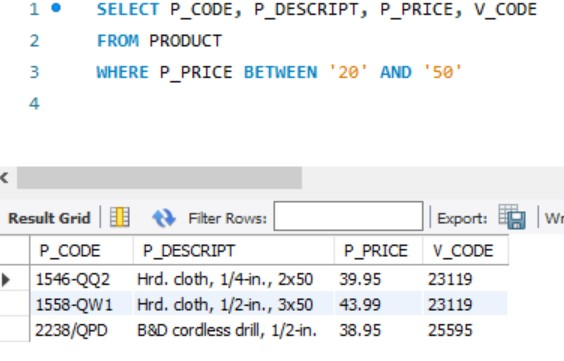 1 SELECT P_CODE, P_DESCRIPT, P_PRICE, V_CODE
2 FROM PRODUCT
3 WHERE P_PRICE BETWEEN '20' AND '50'
4
Result Grid Filter Rows: Export: Wr
P_CODE P_DESCRIPT P_PRICE V_CODE
1546-QQ2 Hrd. cloth, 1/4-in., 2x50 39.95 23119
1558-QW1 Hrd. cloth, 1/2-in., 3x50 43.99 23119
2238/QPD B&D cordless drill, 1/2-in. 38.95 25595